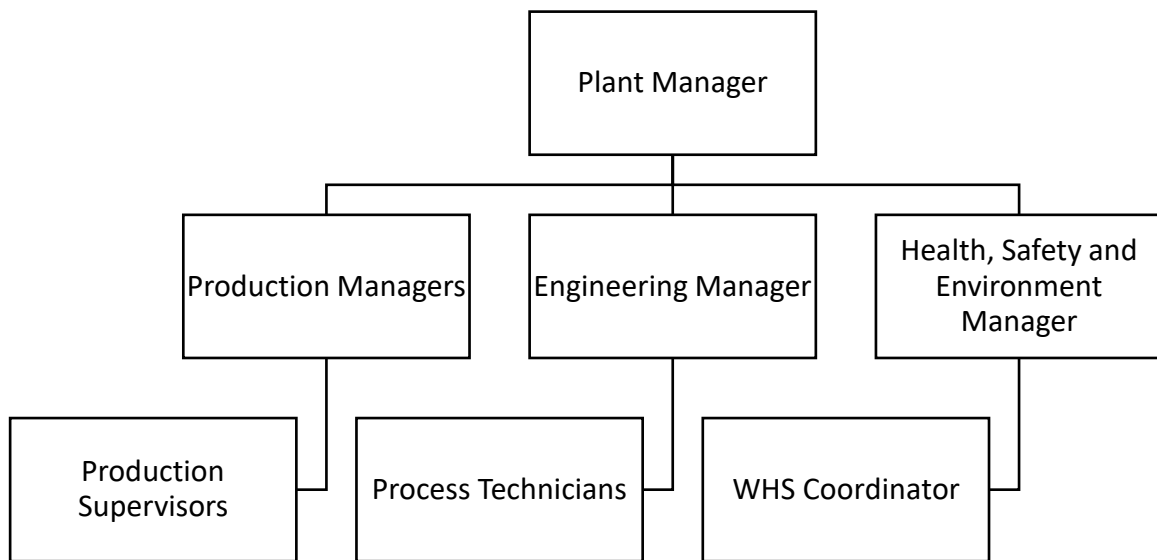 Plant Manager
Production Managers
Engineering Manager
Health, Safety and
Environment
Manager
Production
Supervisors
Process Technicians
WHS Coordinator